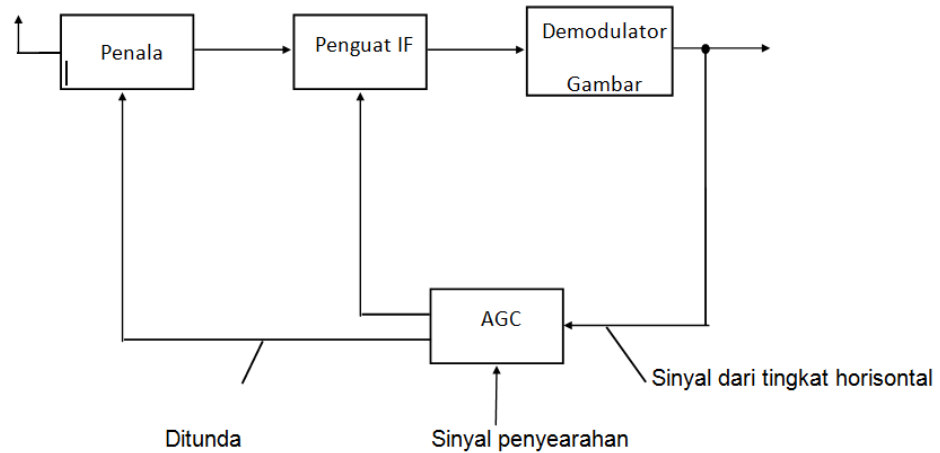 Penala
Penguat IF
Demodulator
Gambar
AGC
Sinyal dari tingkat horisontal
Ditunda
Sinyal penyearahan